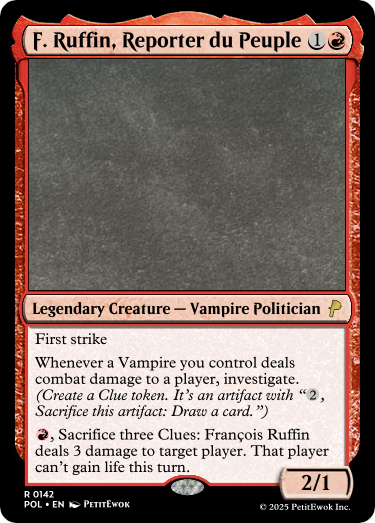 F. Ruffin, Reporter du Peuple 1
Legendary Creature — Vampire Politician
First strike
Whenever a Vampire you control deals
combat damage to a player, investigate.
(Create a Clue token. It's an artifact with “2,
Sacrifice this artifact: Draw a card.”)
, Sacrifice three Clues: François Ruffin
deals 3 damage to target player. That player
can't gain life this turn.
2/1
R 0142
POL • EN PetitEwok
© 2025 PetitEwok Inc.